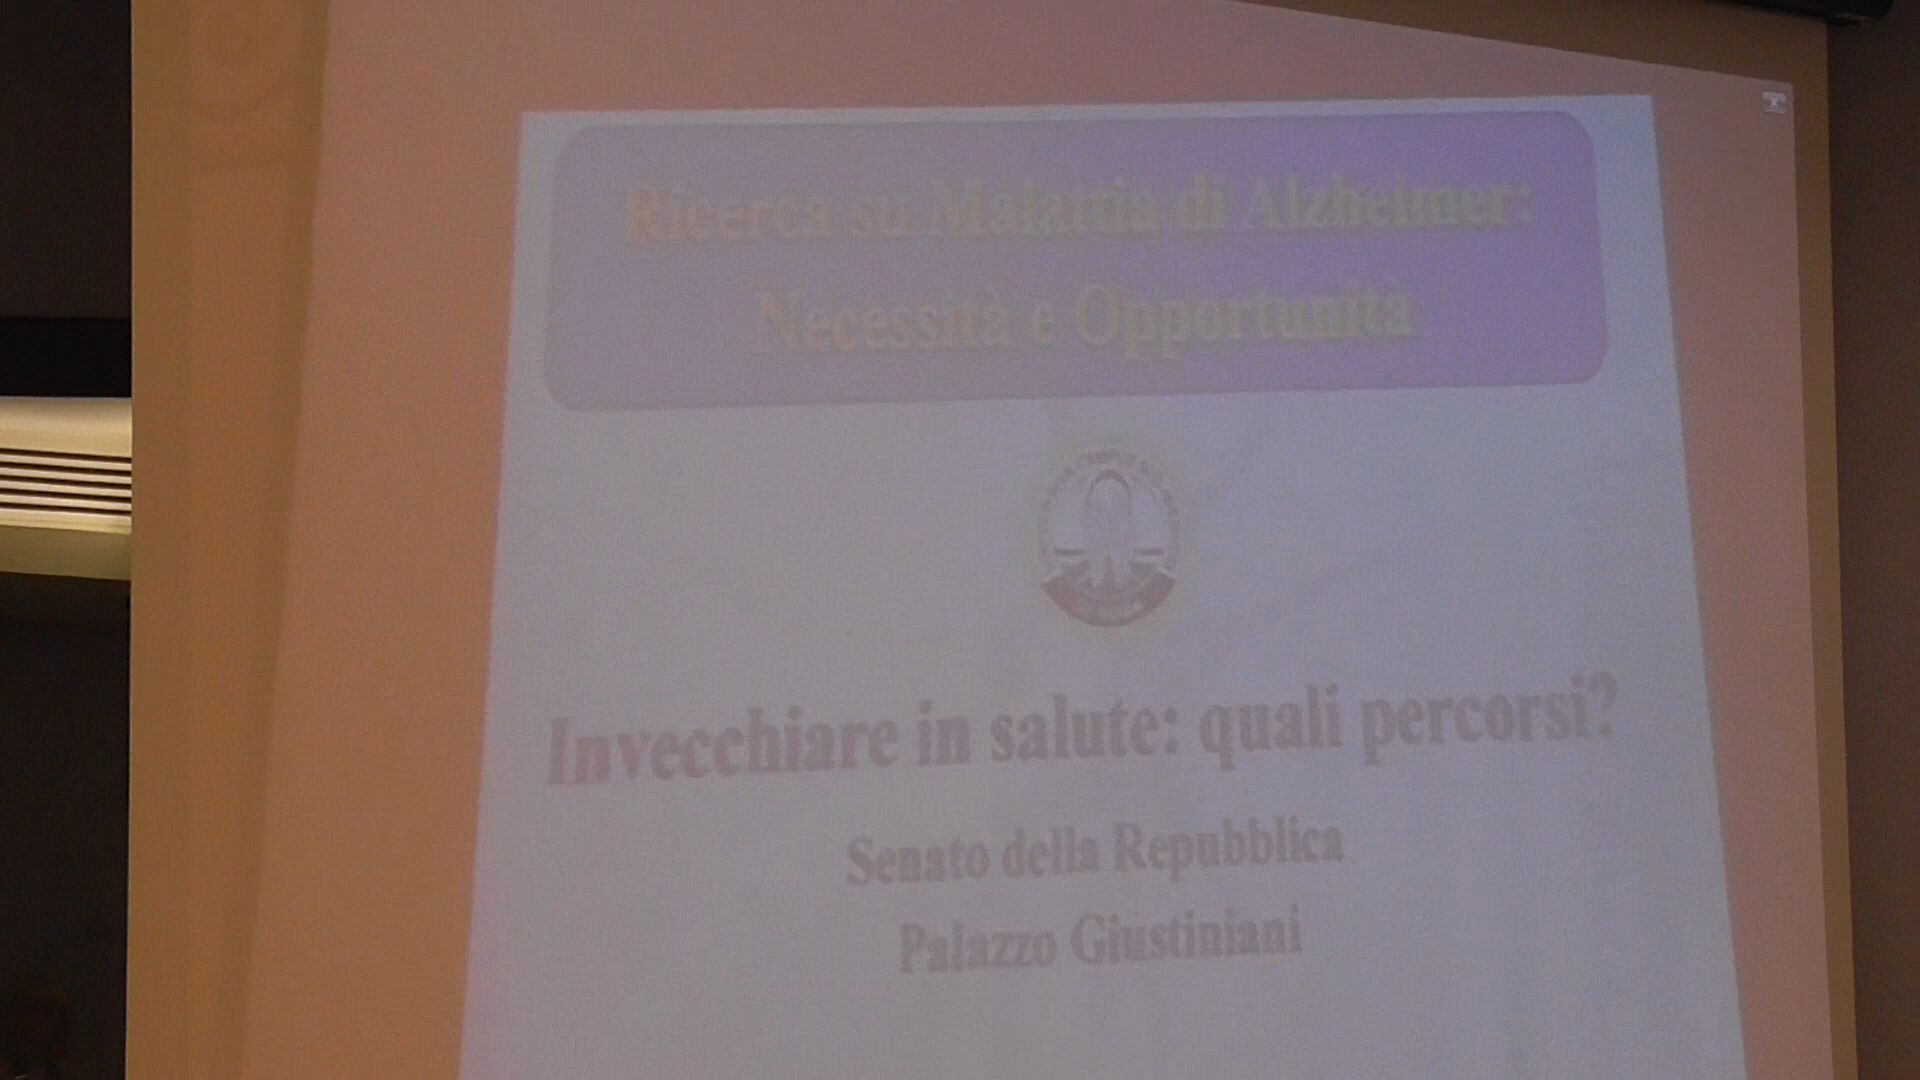 Ricerca su Malattia di Alzheimer:
Necessità e Opportunità
Invecchiare in salute: quali percorsi?
Senato della Repubblica
Palazzo Giustiniani